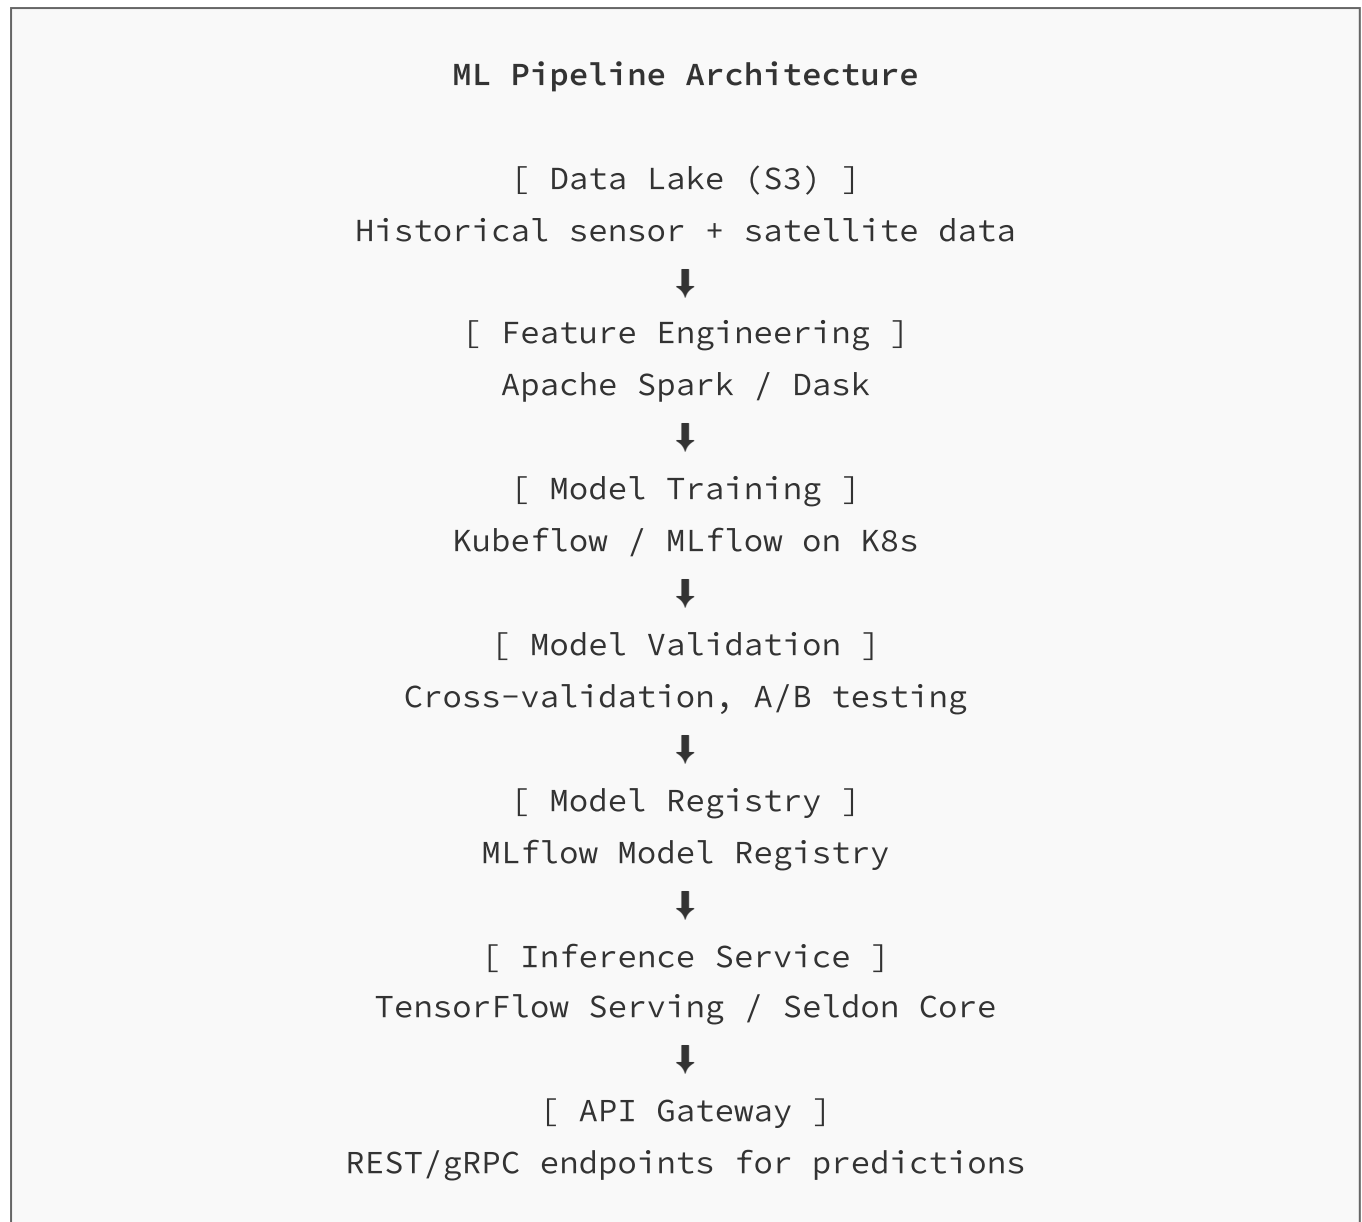 ML Pipeline Architecture
[ Data Lake (S3) ]
Historical sensor + satellite data
⬇
[ Feature Engineering ]
Apache Spark / Dask
⬇
[ Model Training ]
Kubeflow / MLflow on K8s
⬇
[ Model Validation ]
Cross-validation, A/B testing
⬇
[ Model Registry ]
MLflow Model Registry
⬇
[ Inference Service ]
TensorFlow Serving / Seldon Core
⬇
[ API Gateway ]
REST/gRPC endpoints for predictions